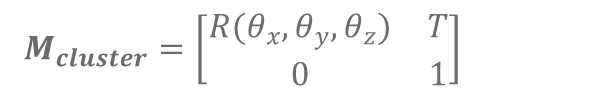 M_cluster = [R(θ_x, θ_y, θ_z) T
0 1]